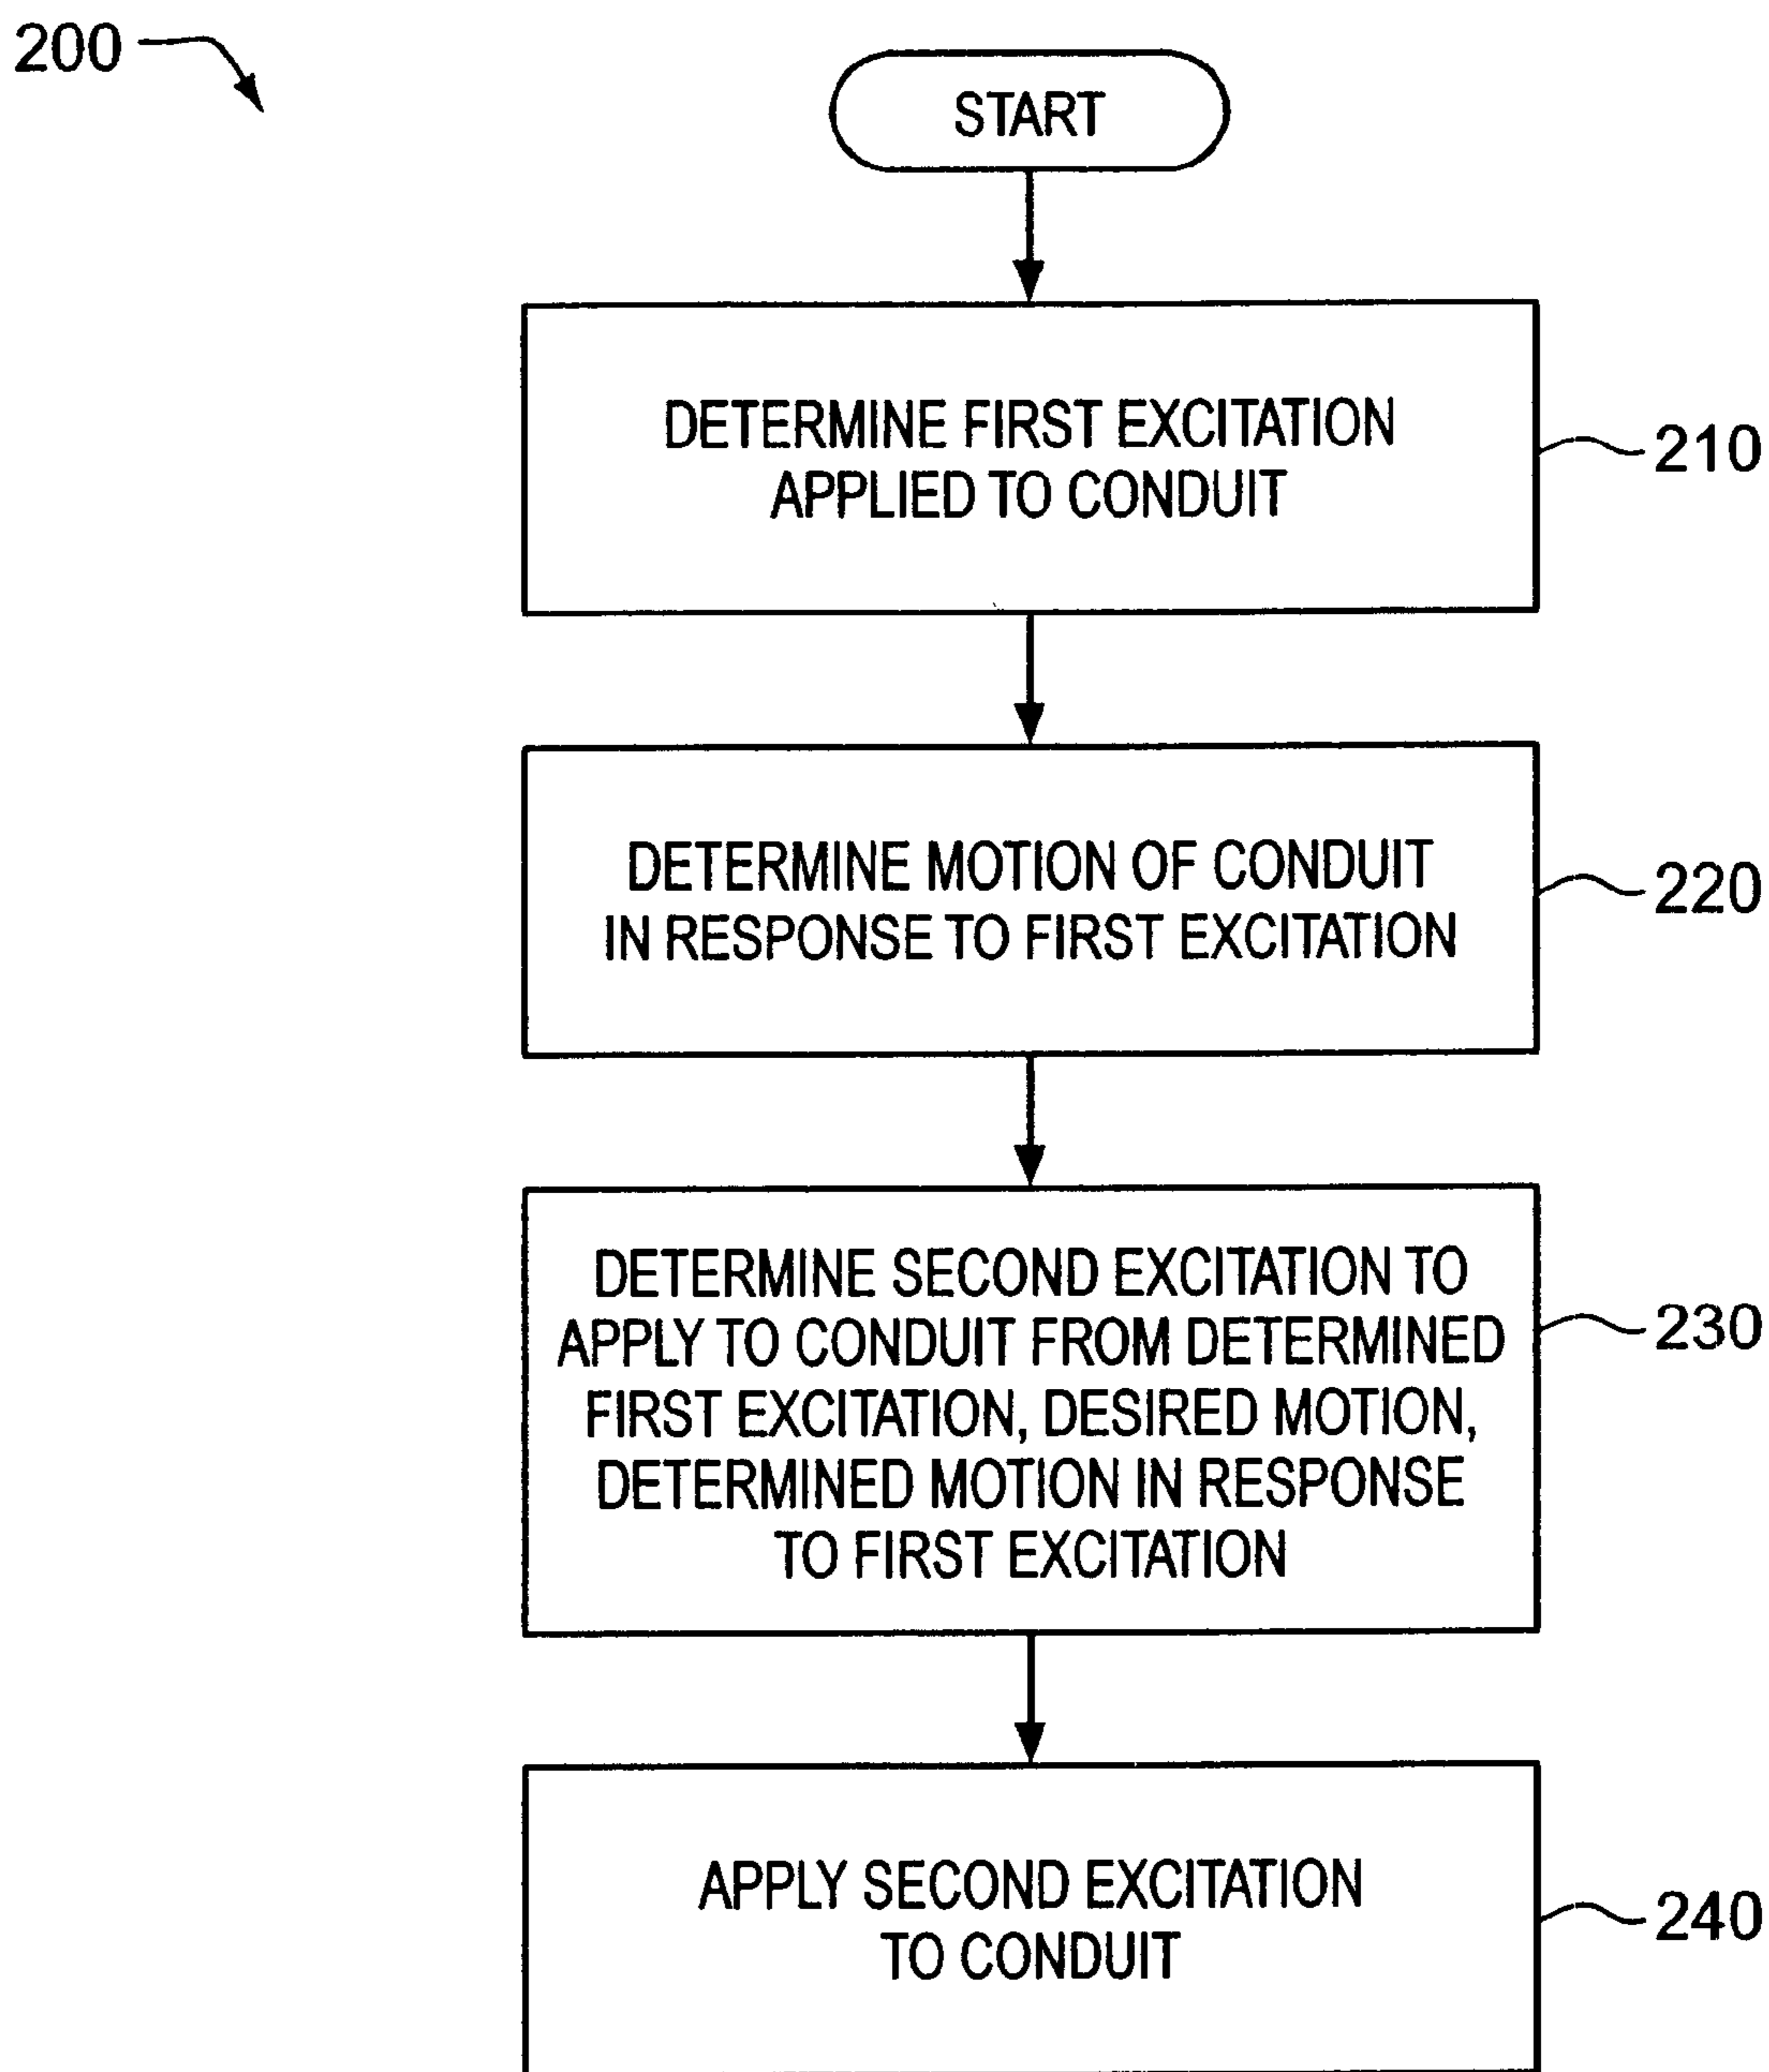 200
START
DETERMINE FIRST EXCITATION
APPLIED TO CONDUIT
210
DETERMINE MOTION OF CONDUIT
IN RESPONSE TO FIRST EXCITATION
220
DETERMINE SECOND EXCITATION TO
APPLY TO CONDUIT FROM DETERMINED
FIRST EXCITATION, DESIRED MOTION,
DETERMINED MOTION IN RESPONSE
TO FIRST EXCITATION
230
APPLY SECOND EXCITATION
TO CONDUIT
240